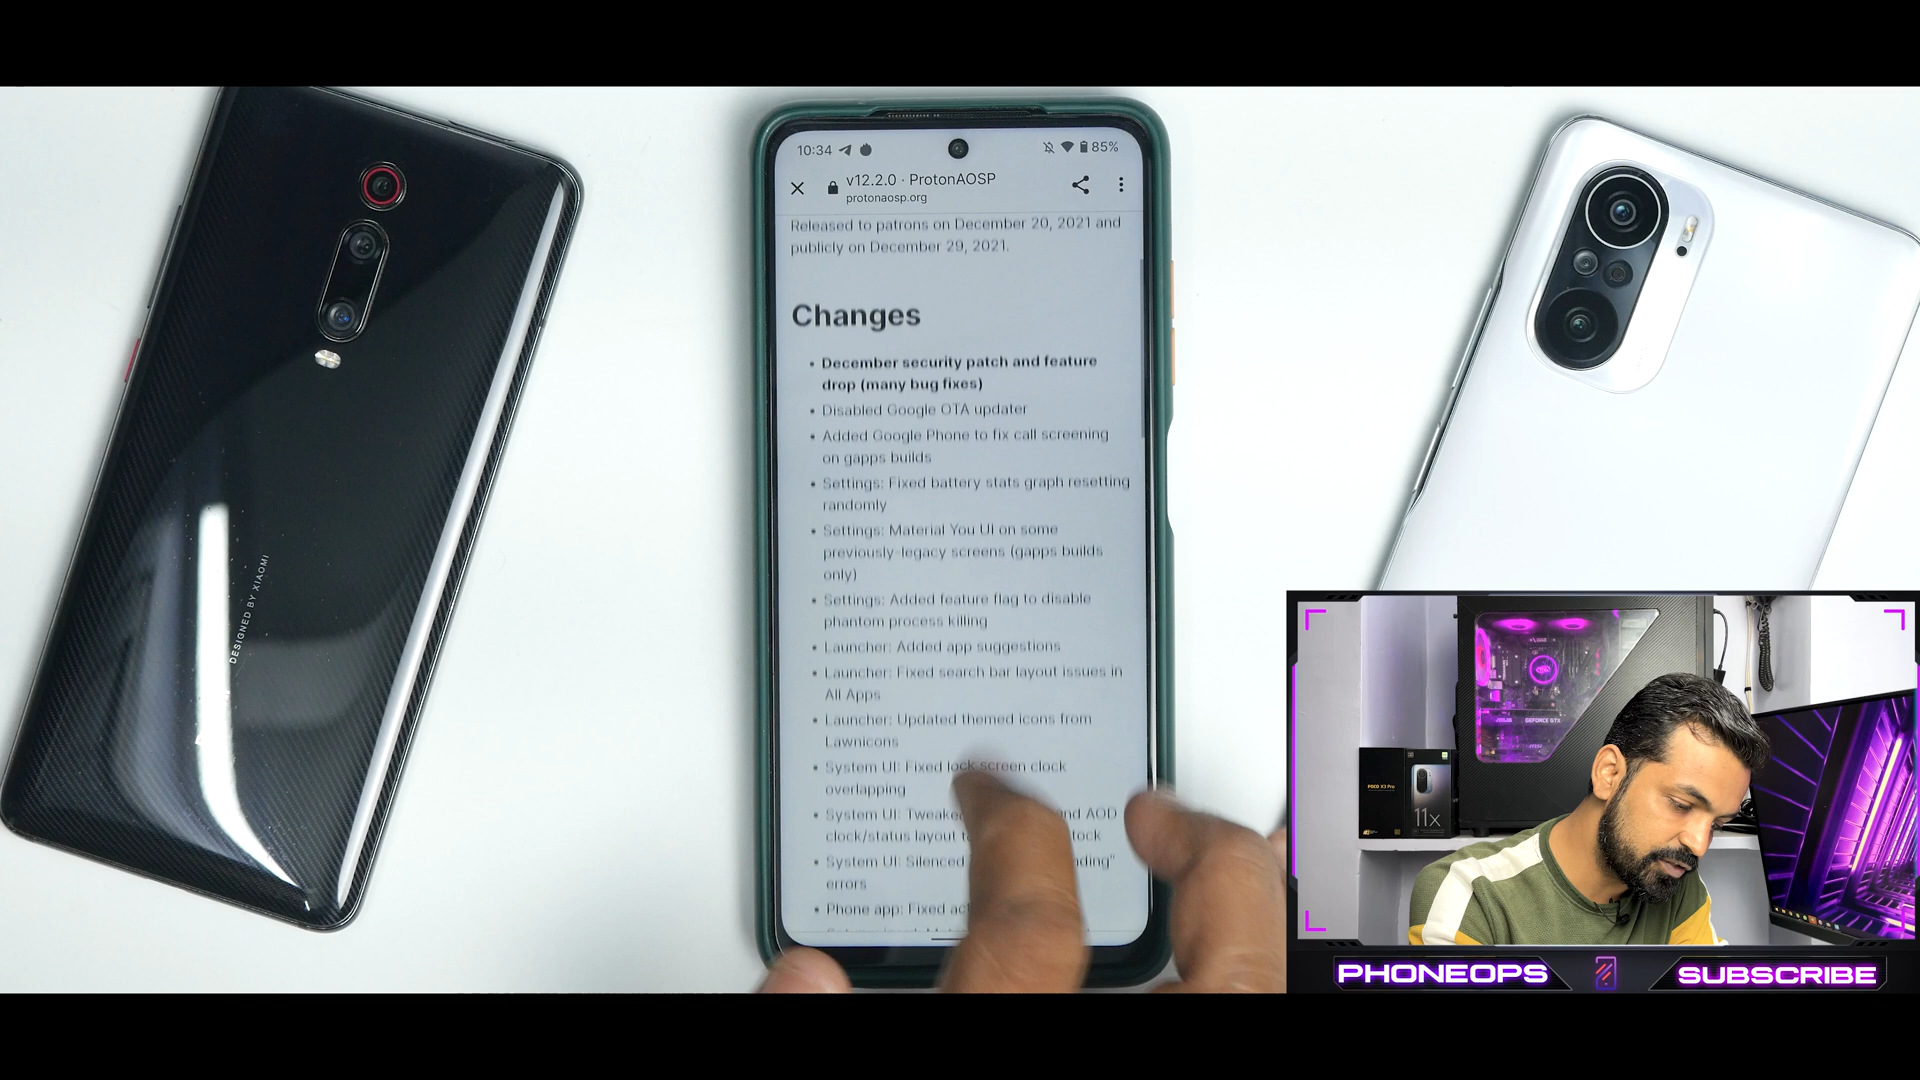 10:34
85%
v12.2.0 · ProtonAOSP
protonaosp.org
Released to patrons on December 20, 2021 and
publicly on December 29, 2021.
Changes
• December security patch and feature
drop (many bug fixes)
• Disabled Google OTA updater
• Added Google Phone to fix call screening
on gapps builds
• Settings: Fixed battery stats graph resetting
randomly
• Settings: Material You UI on some
previously-legacy screens (gapps builds
only)
• Settings: Added feature flag to disable
phantom process killing
• Launcher: Added app suggestions
• Launcher: Fixed search bar layout issues in
All Apps
• Launcher: Updated themed icons from
Lawnicons
• System UI: Fixed lock screen clock
overlapping
• System UI: AOD
clock/status layout
• System UI: Silenced
errors
• Phone app: Fixed
DESIGNED BY XIAOMI
GEFORCE GTX
POCO X3 Pro
11x
PHONEOPS
SUBSCRIBE